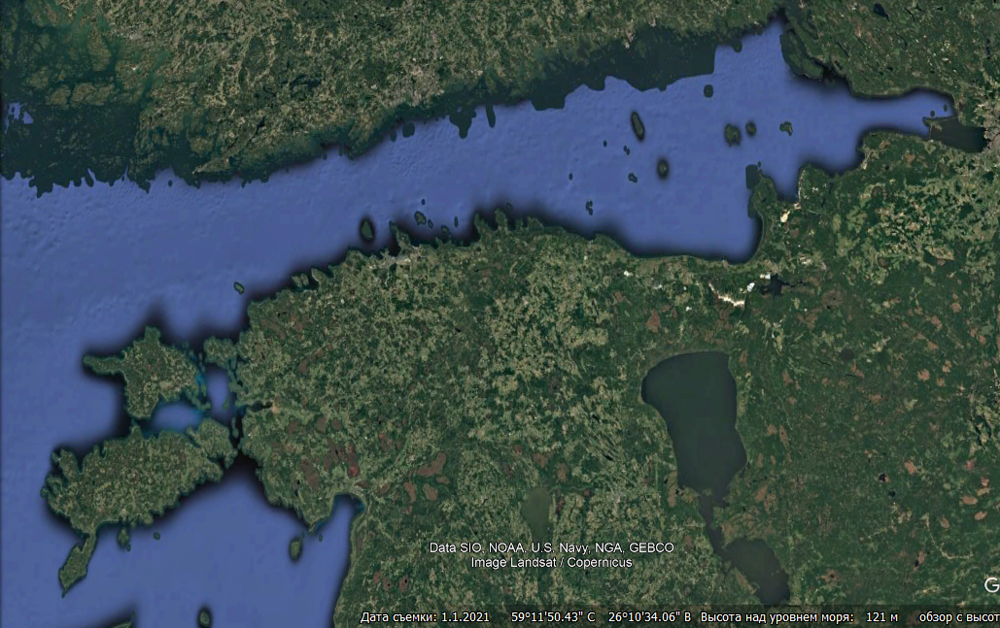 Data SIO, NOAA, U.S. Navy, NGA, GEBCO
Image Landsat / Copernicus
G
Дата съемки: 1.1.2021 59°11'50.43" С 26°10'34.06" В Высота над уровнем моря: 121 м обзор с высот